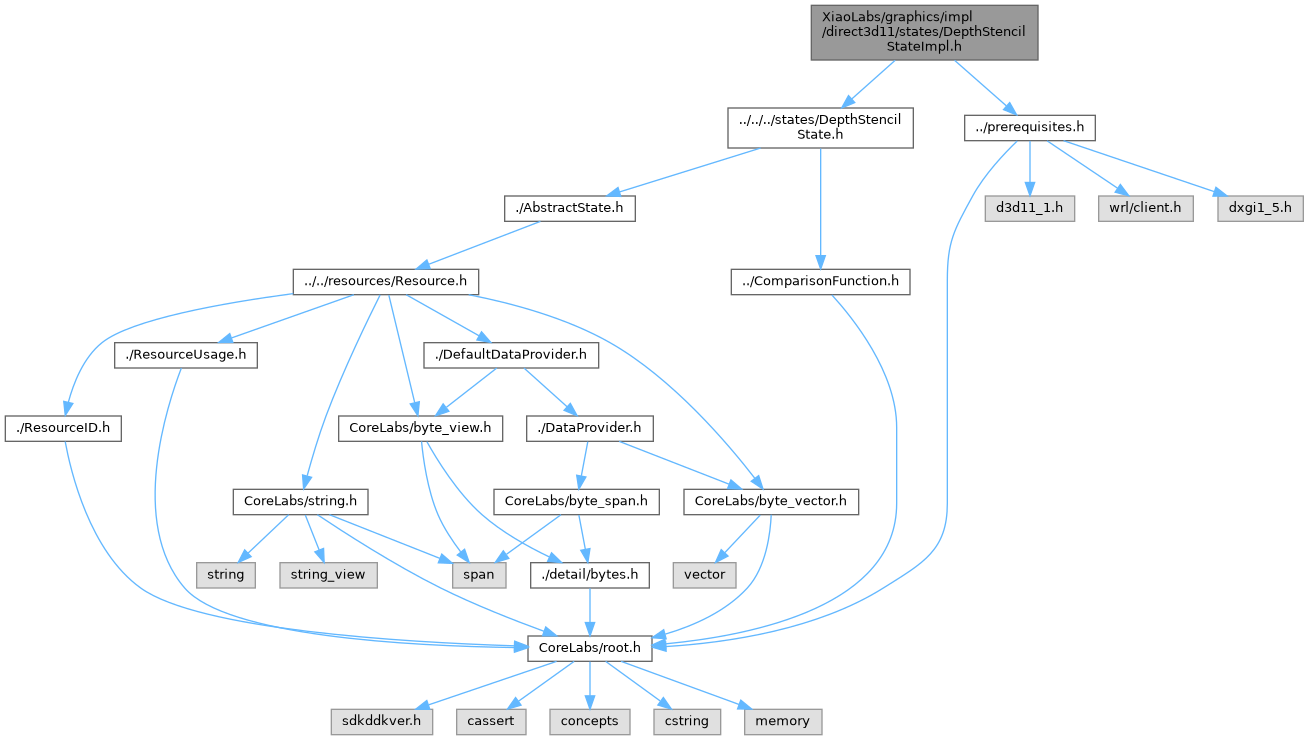 XiaoLabs/graphics/impl
/direct3d11/states/DepthStencil
StateImpl.h
../../../states/DepthStencil
State.h
../prerequisites.h
./AbstractState.h
d3d11_1.h
wrl/client.h
dxgi1_5.h
../../resources/Resource.h
../ComparisonFunction.h
./ResourceUsage.h
./DefaultDataProvider.h
./ResourceID.h
CoreLabs/byte_view.h
./DataProvider.h
CoreLabs/string.h
CoreLabs/byte_span.h
CoreLabs/byte_vector.h
string
string_view
span
./detail/bytes.h
vector
CoreLabs/root.h
sdkddkver.h
cassert
concepts
cstring
memory